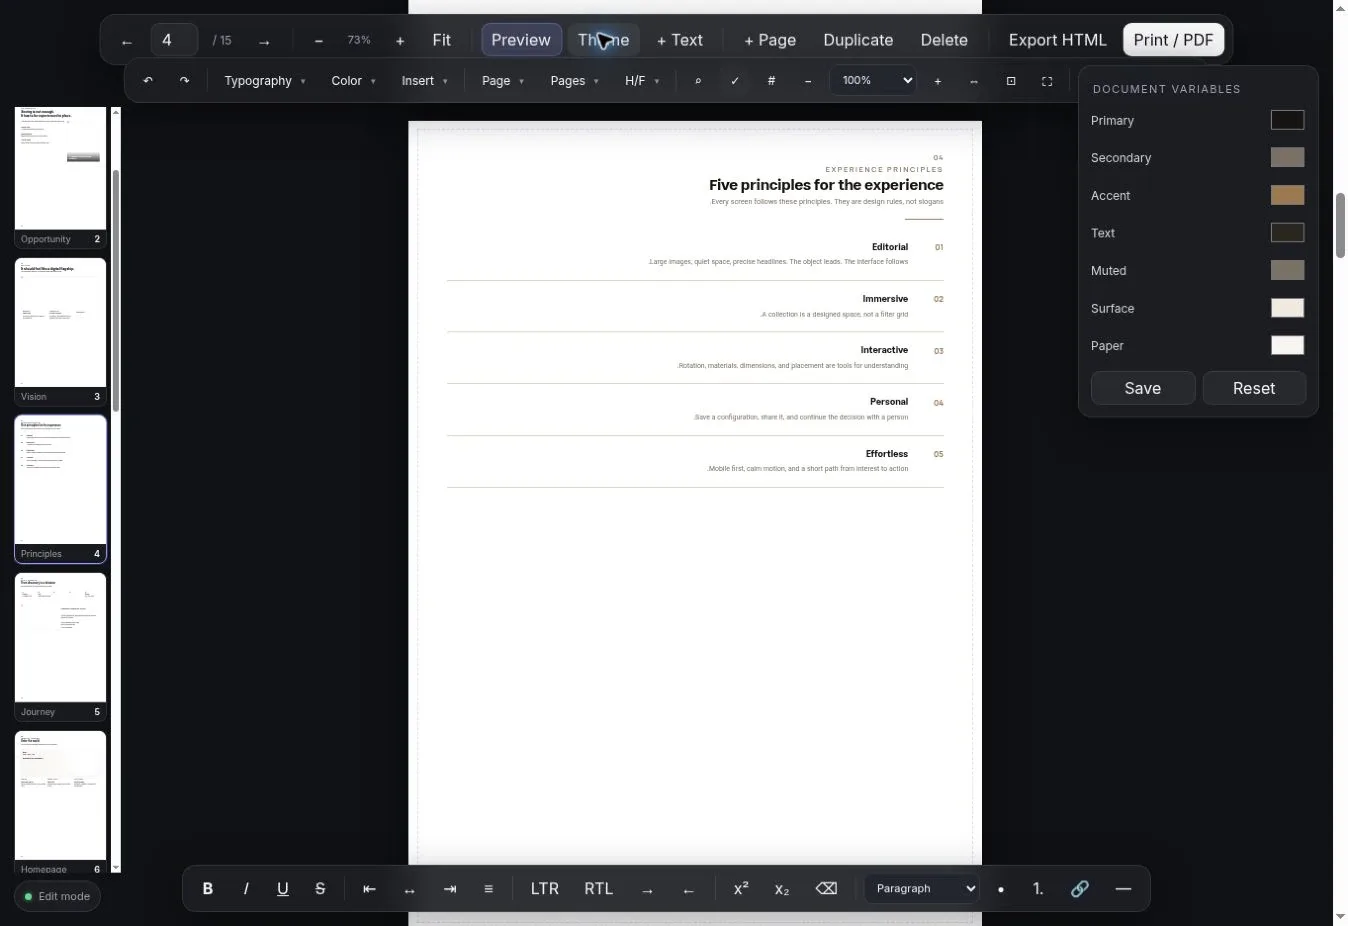 ←
4
/ 15
→
−
73%
+
Fit
Preview
Theme
+ Text
+ Page
Duplicate
Delete
Export HTML
Print / PDF
Typography
Color
Insert
Page
Pages
H/F
✓
#
−
100%
+
DOCUMENT VARIABLES
Primary
Secondary
Accent
Text
Muted
Surface
Paper
Save
Reset
Opportunity 2
Vision 3
Principles 4
Journey 5
Homepage 6
04
EXPERIENCE PRINCIPLES
Five principles for the experience
.Every screen follows these principles. They are design rules, not slogans
Editorial 01
.Large images, quiet space, precise headlines. The object leads. The interface follows
Immersive 02
.A collection is a designed space, not a filter grid
Interactive 03
.Rotation, materials, dimensions, and placement are tools for understanding
Personal 04
.Save a configuration, share it, and continue the decision with a person
Effortless 05
.Mobile first, calm motion, and a short path from interest to action
Edit mode
B I U S
LTR
RTL
→
←
x²
x₂
Paragraph
•
1.
—